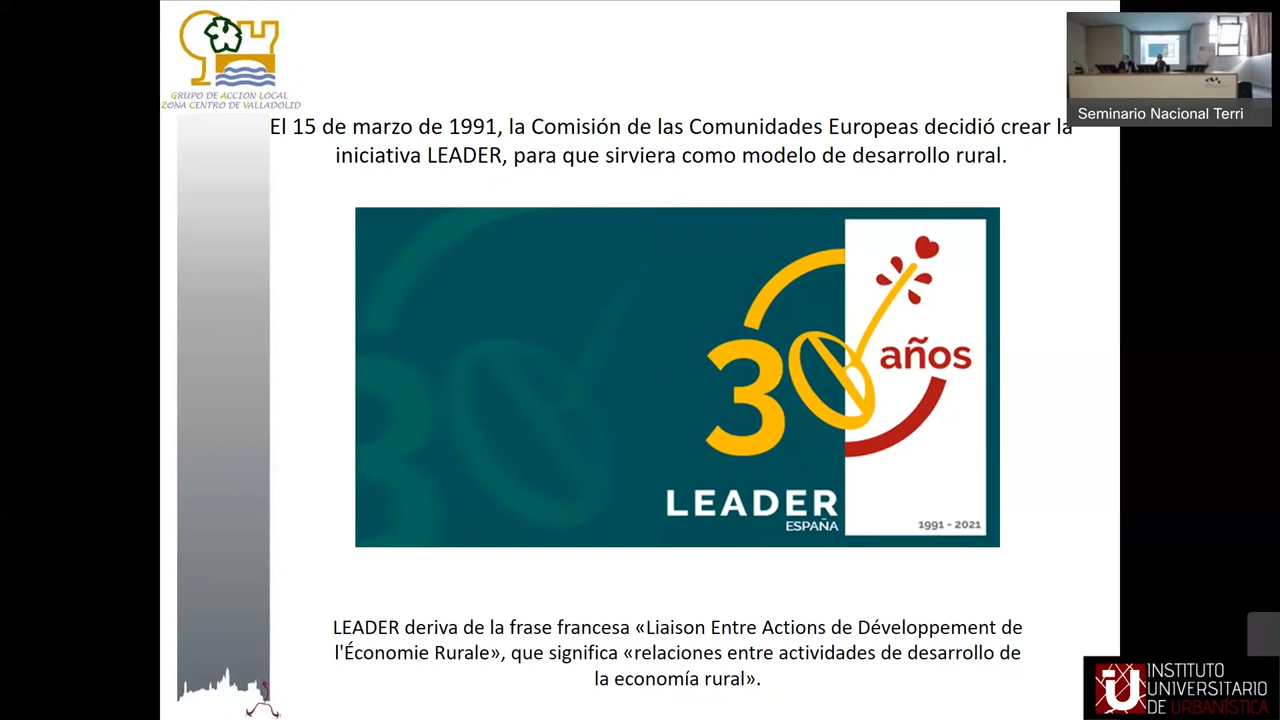 GRUPO DE ACCION LOCAL
ZONA CENTRO DE VALLADOLID
Seminario Nacional Terri
El 15 de marzo de 1991, la Comisión de las Comunidades Europeas decidió crear la
iniciativa LEADER, para que sirviera como modelo de desarrollo rural.
30 años
LEADER
ESPAÑA
1991 - 2021
LEADER deriva de la frase francesa «Liaison Entre Actions de Développement de
l'Économie Rurale», que significa «relaciones entre actividades de desarrollo de
la economía rural».
IU
INSTITUTO
UNIVERSITARIO
DE URBANÍSTICA